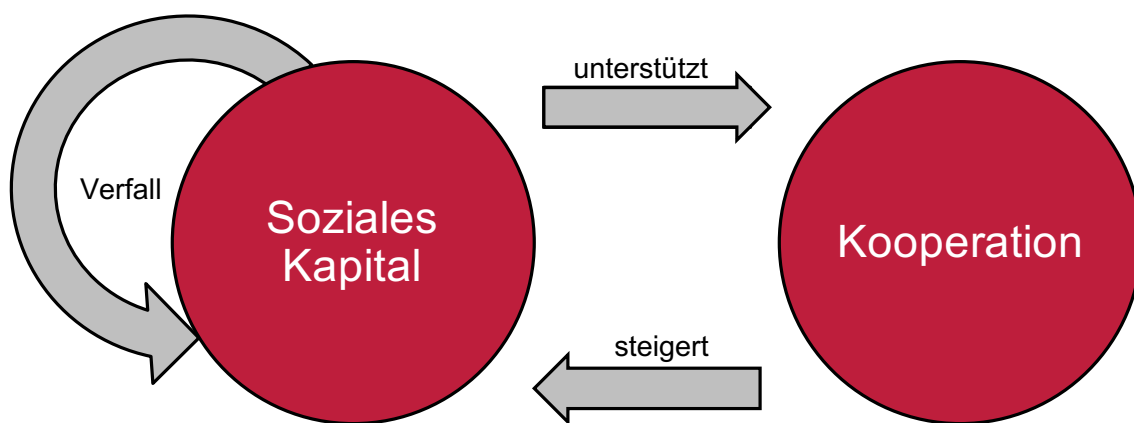 unterstützt
Verfall
Soziales
Kapital
Kooperation
steigert